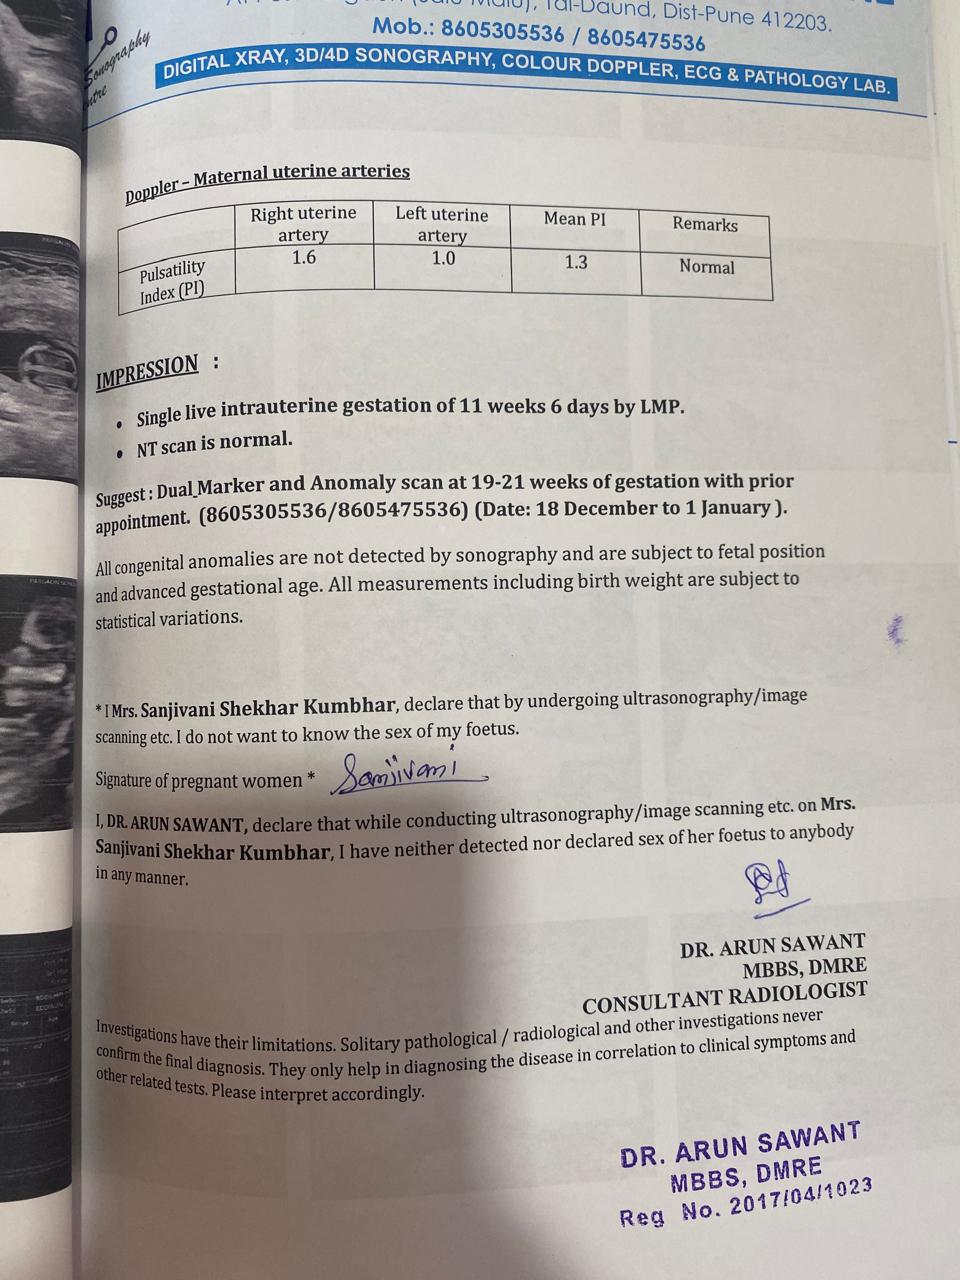 Tal-Daund, Dist-Pune 412203.
Mob.: 8605305536 / 8605475536
Sonography
DIGITAL XRAY, 3D/4D SONOGRAPHY, COLOUR DOPPLER, ECG & PATHOLOGY LAB.
Doppler – Maternal uterine arteries
Right uterine artery Left uterine artery Mean PI Remarks
Pulsatility Index (PI) 1.6 1.0 1.3 Normal
IMPRESSION :
• Single live intrauterine gestation of 11 weeks 6 days by LMP.
• NT scan is normal.
Suggest : Dual Marker and Anomaly scan at 19-21 weeks of gestation with prior
appointment. (8605305536/8605475536) (Date: 18 December to 1 January ).
All congenital anomalies are not detected by sonography and are subject to fetal position
and advanced gestational age. All measurements including birth weight are subject to
statistical variations.
* I Mrs. Sanjivani Shekhar Kumbhar, declare that by undergoing ultrasonography/image
scanning etc. I do not want to know the sex of my foetus.
Signature of pregnant women * Sanjivani
I, DR. ARUN SAWANT, declare that while conducting ultrasonography/image scanning etc. on Mrs.
Sanjivani Shekhar Kumbhar, I have neither detected nor declared sex of her foetus to anybody
in any manner.
DR. ARUN SAWANT
MBBS, DMRE
CONSULTANT RADIOLOGIST
Investigations have their limitations. Solitary pathological / radiological and other investigations never
confirm the final diagnosis. They only help in diagnosing the disease in correlation to clinical symptoms and
other related tests. Please interpret accordingly.
DR. ARUN SAWANT
MBBS, DMRE
Reg No. 2017/04/1023